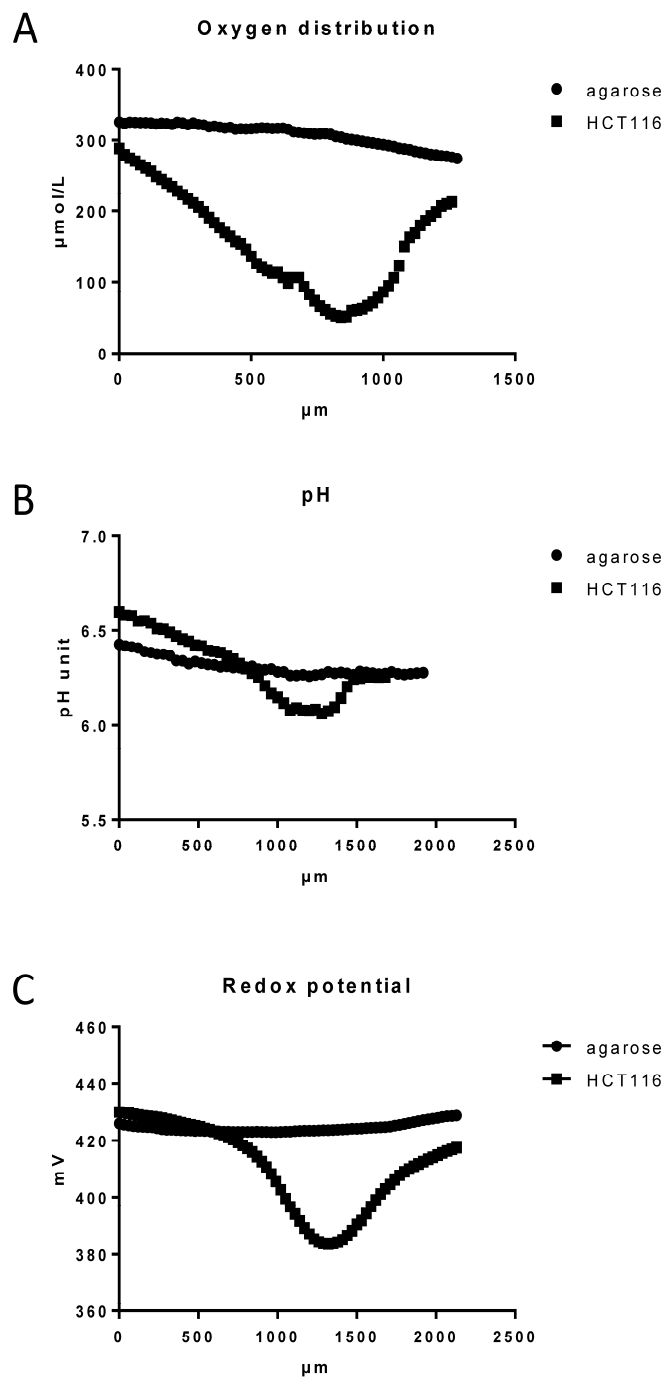 A
Oxygen distribution
400
300
200
100
0
µmol/L
0 500 1000 1500
µm
agarose
HCT116
B
pH
7.0
6.5
6.0
5.5
pH unit
0 500 1000 1500 2000 2500
µm
agarose
HCT116
C
Redox potential
460
440
420
400
380
360
mV
0 500 1000 1500 2000 2500
µm
agarose
HCT116